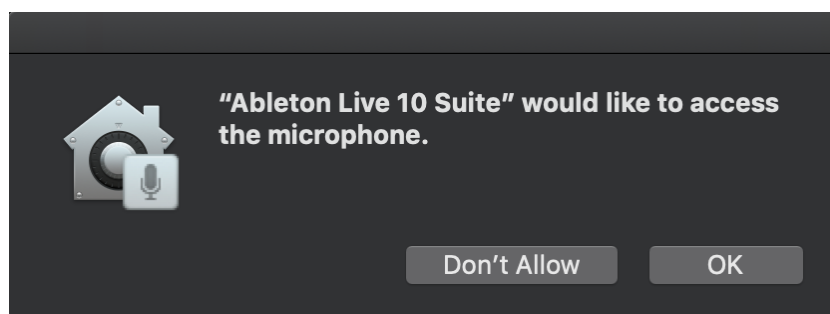 “Ableton Live 10 Suite” would like to access
the microphone.
Don’t Allow
OK